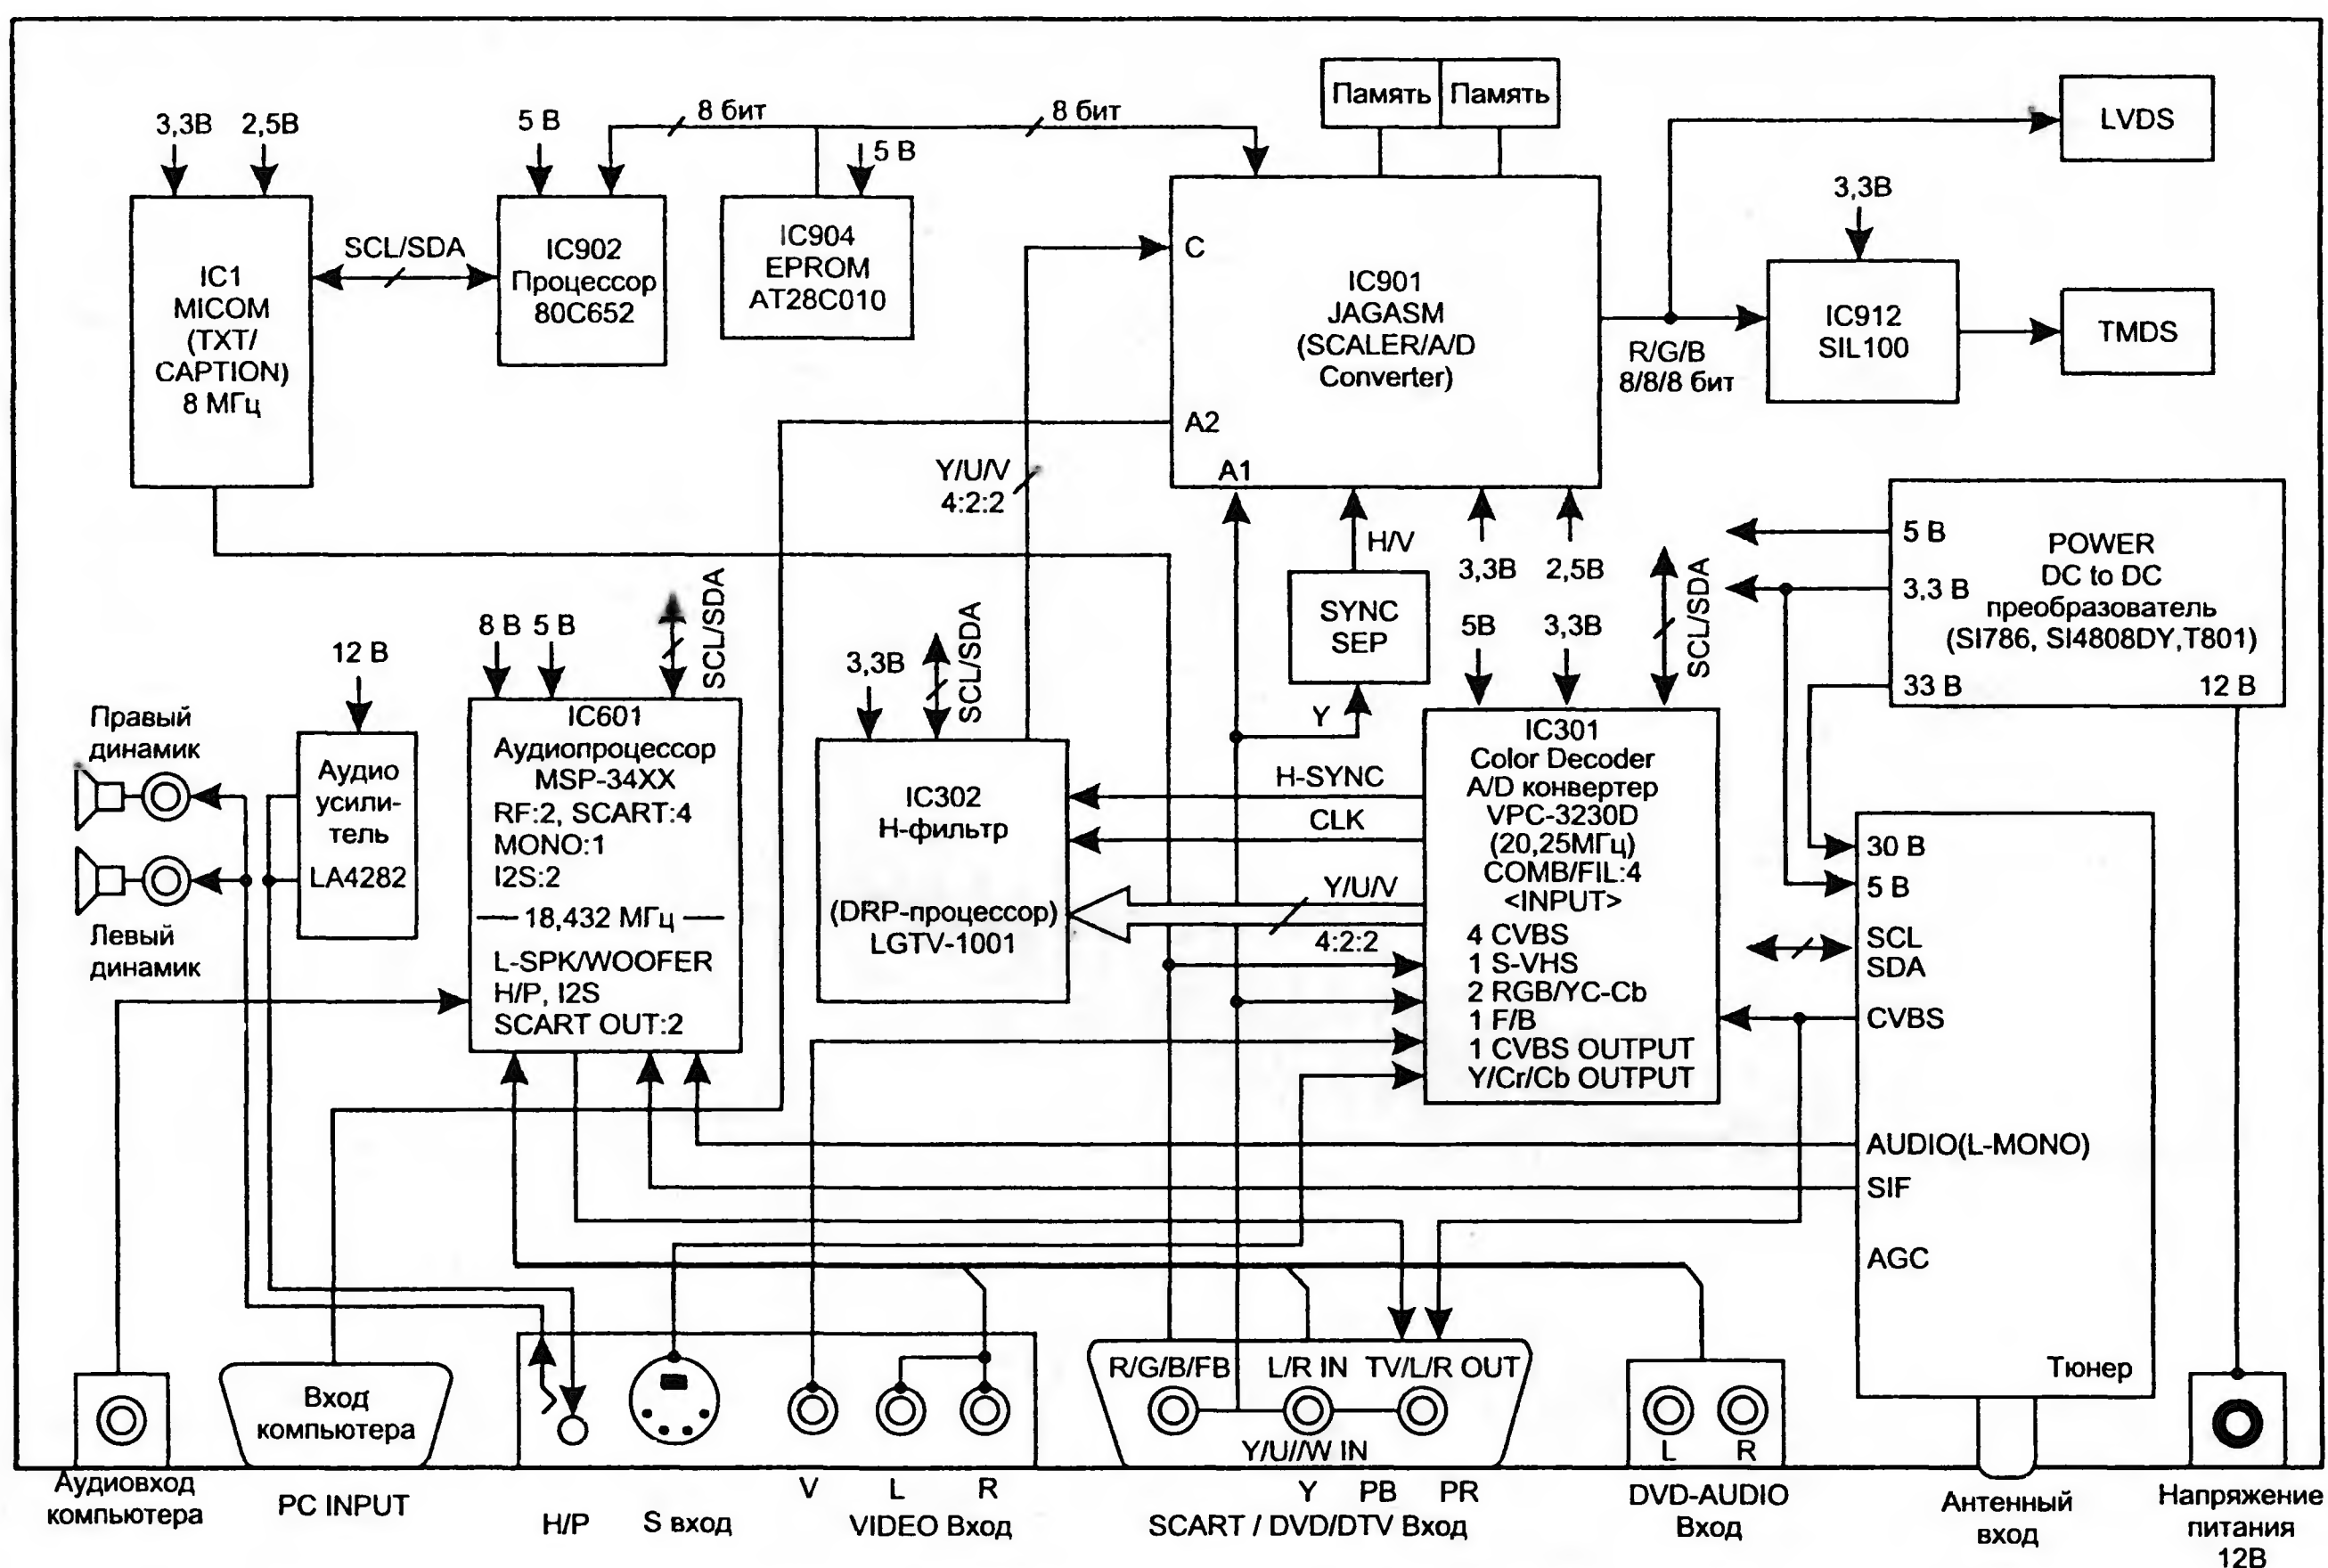 3,3В
2,5В
5 В
8 бит
8 бит
5 В
Память
Память
LVDS
3,3В
IC1
MICOM
(TXT/
CAPTION)
8 МГц
SCL/SDA
IC902
Процессор
80C652
IC904
EPROM
AT28C010
C
A2
A1
IC901
JAGASM
(SCALER/A/D
Converter)
R/G/B
8/8/8 бит
IC912
SIL100
TMDS
Y/U/V
4:2:2
H/V
3,3В
2,5В
SYNC
SEP
Y
5В
3,3В
SCL/SDA
5 В
3,3 В
33 В
12 В
POWER
DC to DC
преобразователь
(SI786, SI4808DY,T801)
12 В
8 В
5 В
SCL/SDA
3,3В
SCL/SDA
Правый
динамик
Левый
динамик
Аудио
усили-
тель
LA4282
IC601
Аудиопроцессор
MSP-34XX
RF:2, SCART:4
MONO:1
I2S:2
18,432 МГц
L-SPK/WOOFER
H/P, I2S
SCART OUT:2
IC302
Н-фильтр
(DRP-процессор)
LGTV-1001
H-SYNC
CLK
Y/U/V
4:2:2
IC301
Color Decoder
A/D конвертер
VPC-3230D
(20,25МГц)
COMB/FIL:4
<INPUT>
4 CVBS
1 S-VHS
2 RGB/YC-Cb
1 F/B
1 CVBS OUTPUT
Y/Cr/Cb OUTPUT
30 В
5 В
SCL
SDA
CVBS
AUDIO(L-MONO)
SIF
AGC
Тюнер
Вход
компьютера
R/G/B/FB
L/R IN
TV/L/R OUT
Y/U//W IN
L
R
Аудиовход
компьютера
PC INPUT
H/P
S вход
V
L
R
VIDEO Вход
Y
PB
PR
SCART / DVD/DTV Вход
DVD-AUDIO
Вход
Антенный
вход
Напряжение
питания
12В